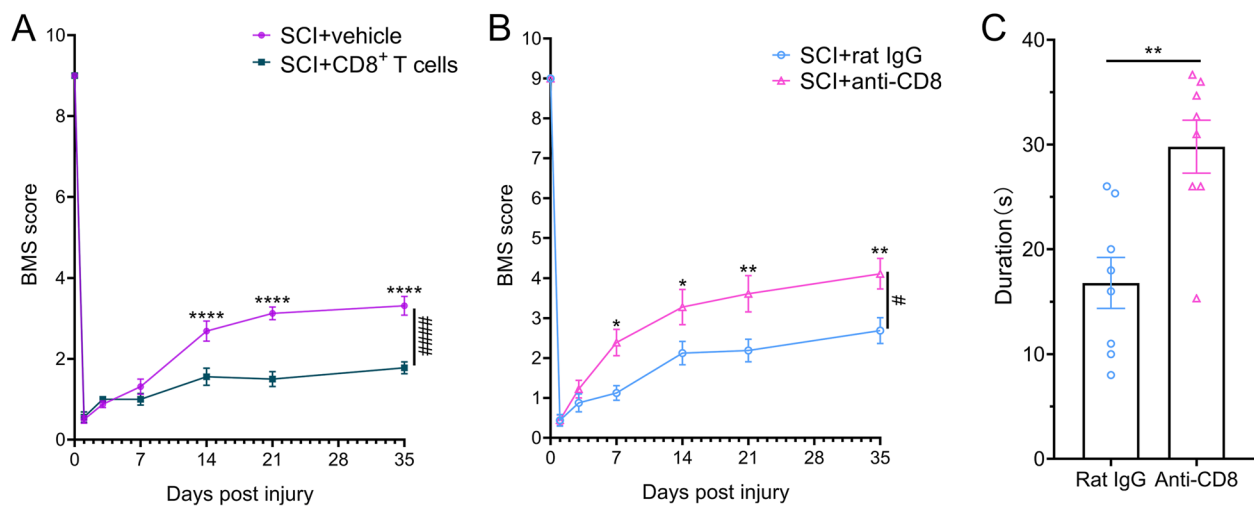 A
SCI+vehicle
SCI+CD8⁺ T cells
BMS score
10
8
6
4
2
0
****
****
****
####
0 7 14 21 28 35
Days post injury
B
SCI+rat IgG
SCI+anti-CD8
BMS score
10
9
8
7
6
5
4
3
2
1
0
*
*
**
**
#
0 7 14 21 28 35
Days post injury
C
**
Duration(s)
40
30
20
10
0
Rat IgG Anti-CD8